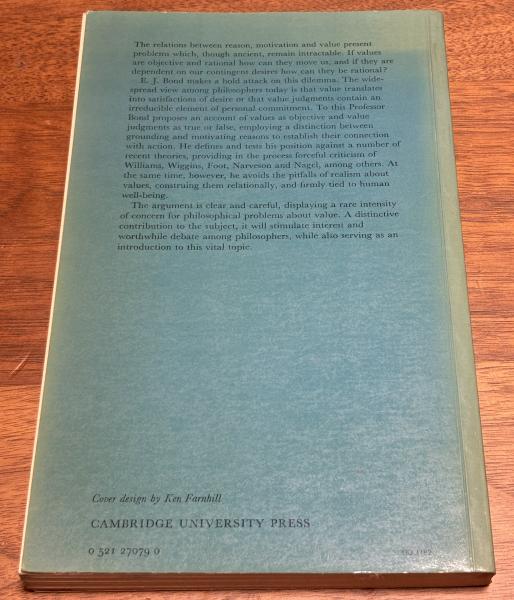 The relations between reason, motivation and value present
problems which, though ancient, remain intractable. If values
are objective and rational how can they move us, and if they are
dependent on our contingent desires how can they be rational?
E. J. Bond makes a bold attack on this dilemma. The wide-
spread view among philosophers today is that value translates
into satisfactions of desire or that value judgments contain an
irreducible element of personal commitment. To this Professor
Bond proposes an account of values as objective and value
judgments as true or false, employing a distinction between
grounding and motivating reasons to establish their connection
with action. He defines and tests his position against a number of
recent theories, providing in the process forceful criticism of
Williams, Wiggins, Foot, Narveson and Nagel, among others. At
the same time, however, he avoids the pitfalls of realism about
values, construing them relationally, and firmly tied to human
well-being.
The argument is clear and careful, displaying a rare intensity
of concern for philosophical problems about value. A distinctive
contribution to the subject, it will stimulate interest and
worthwhile debate among philosophers, while also serving as an
introduction to this vital topic.
Cover design by Ken Farnhill
CAMBRIDGE UNIVERSITY PRESS
0 521 27079 0